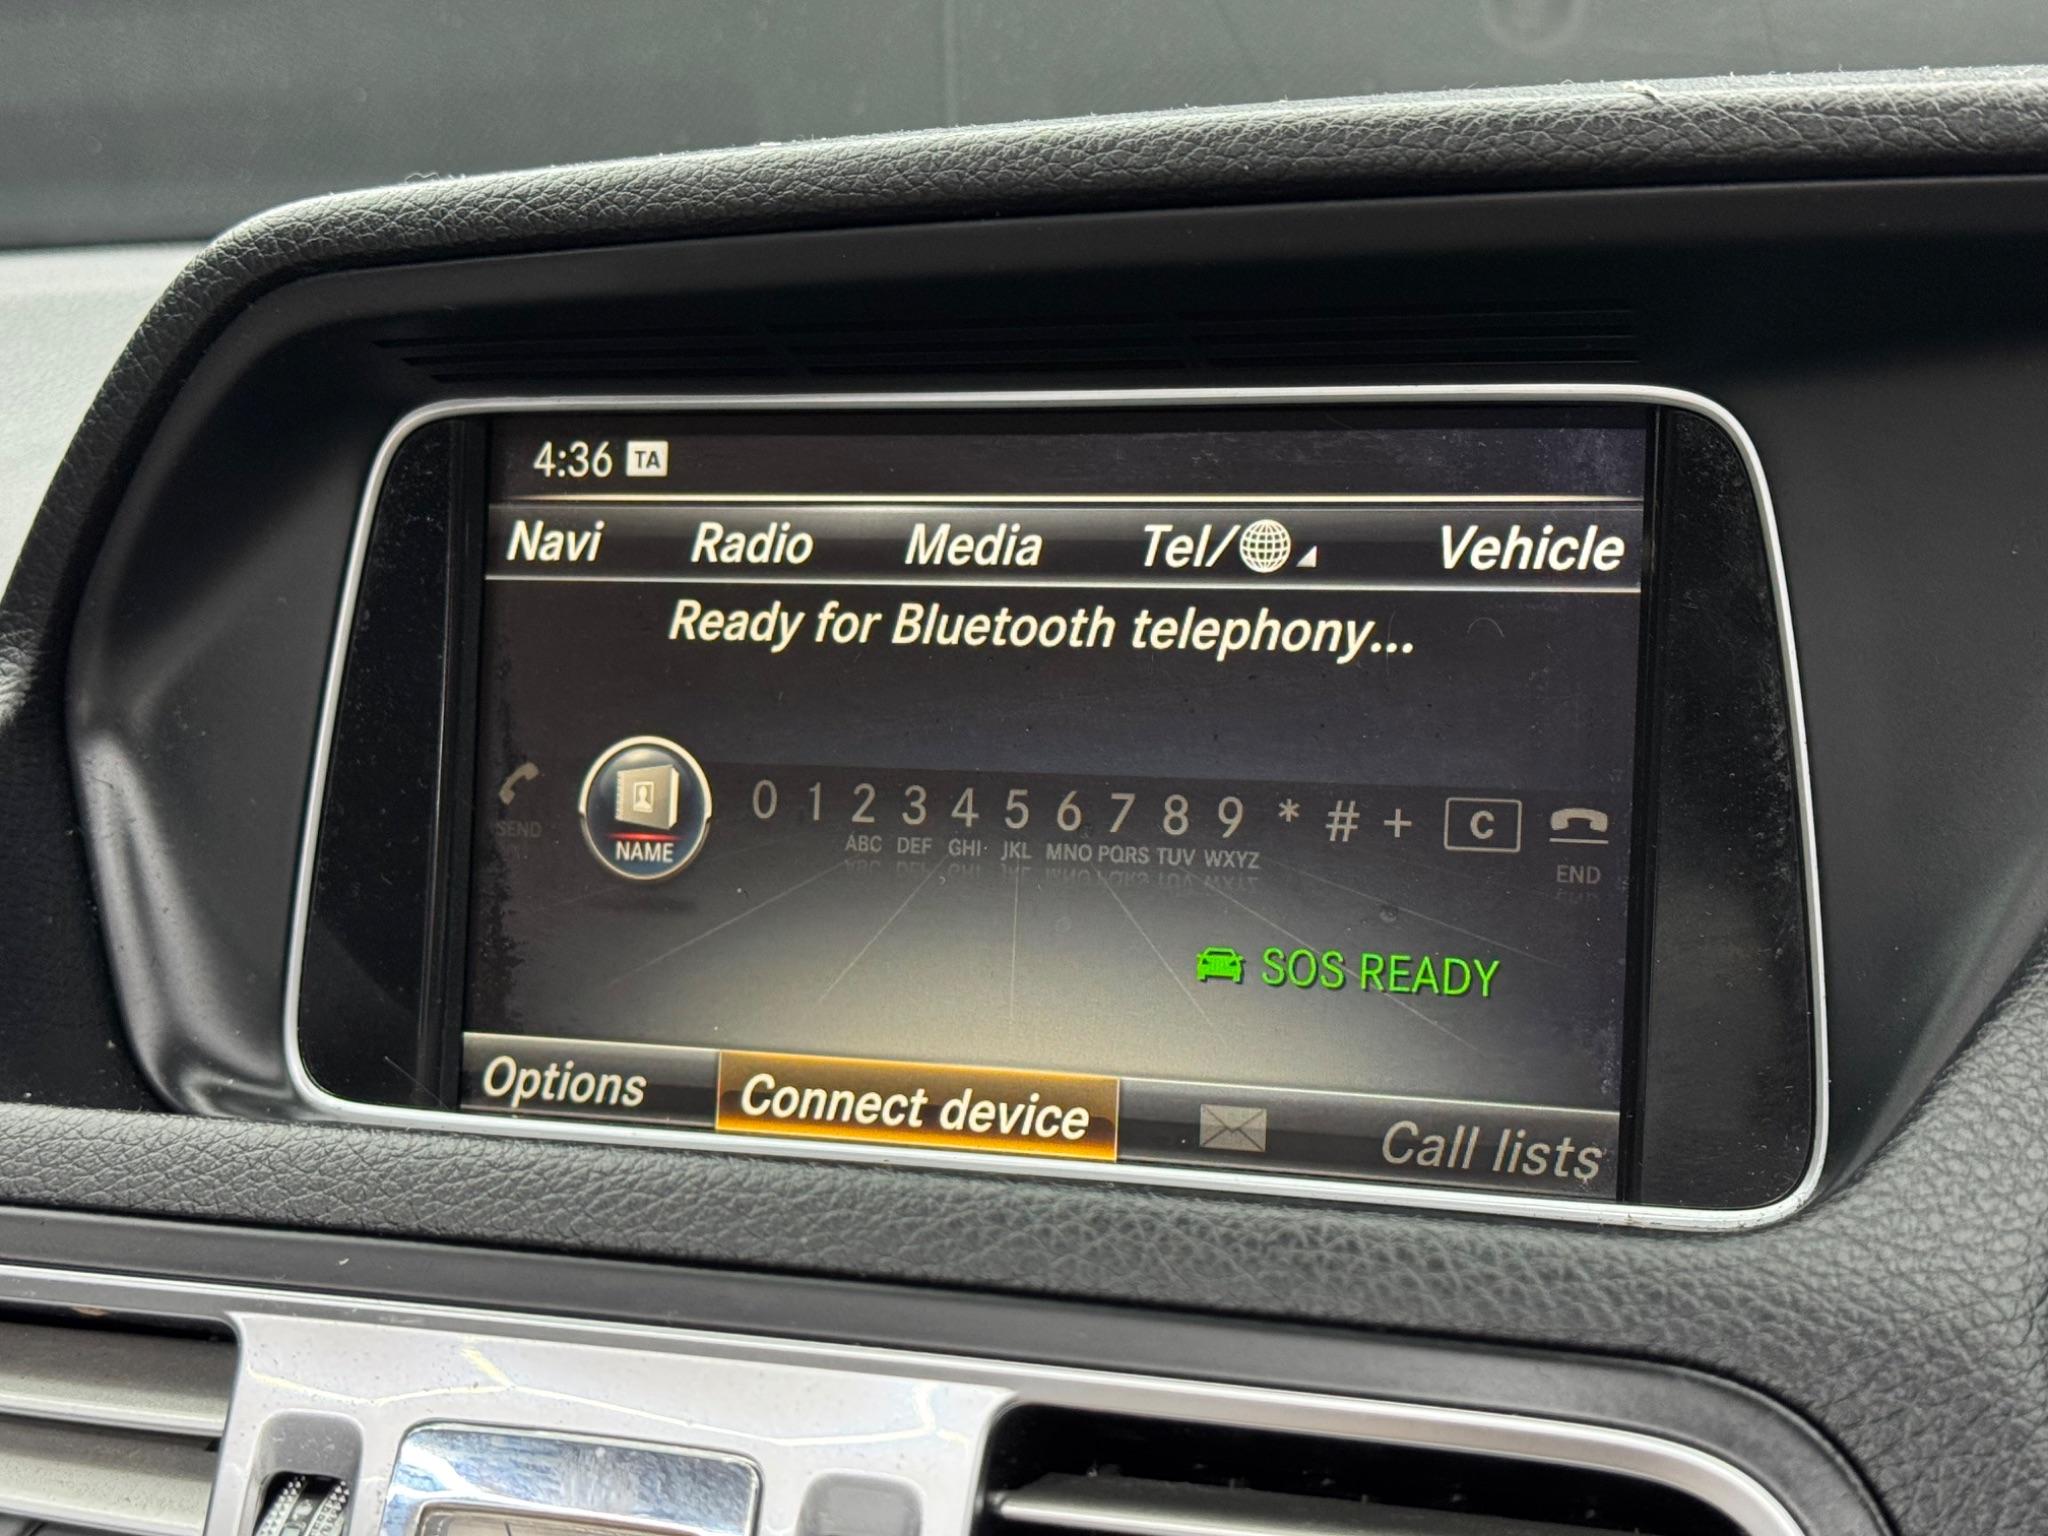 4:36 TA
Navi Radio Media Tel/ Vehicle
Ready for Bluetooth telephony...
0 1 2 3 4 5 6 7 8 9 * # + C
SEND NAME ABC DEF GHI JKL MNO PQRS TUV WXYZ END
SOS READY
Options Connect device Call lists